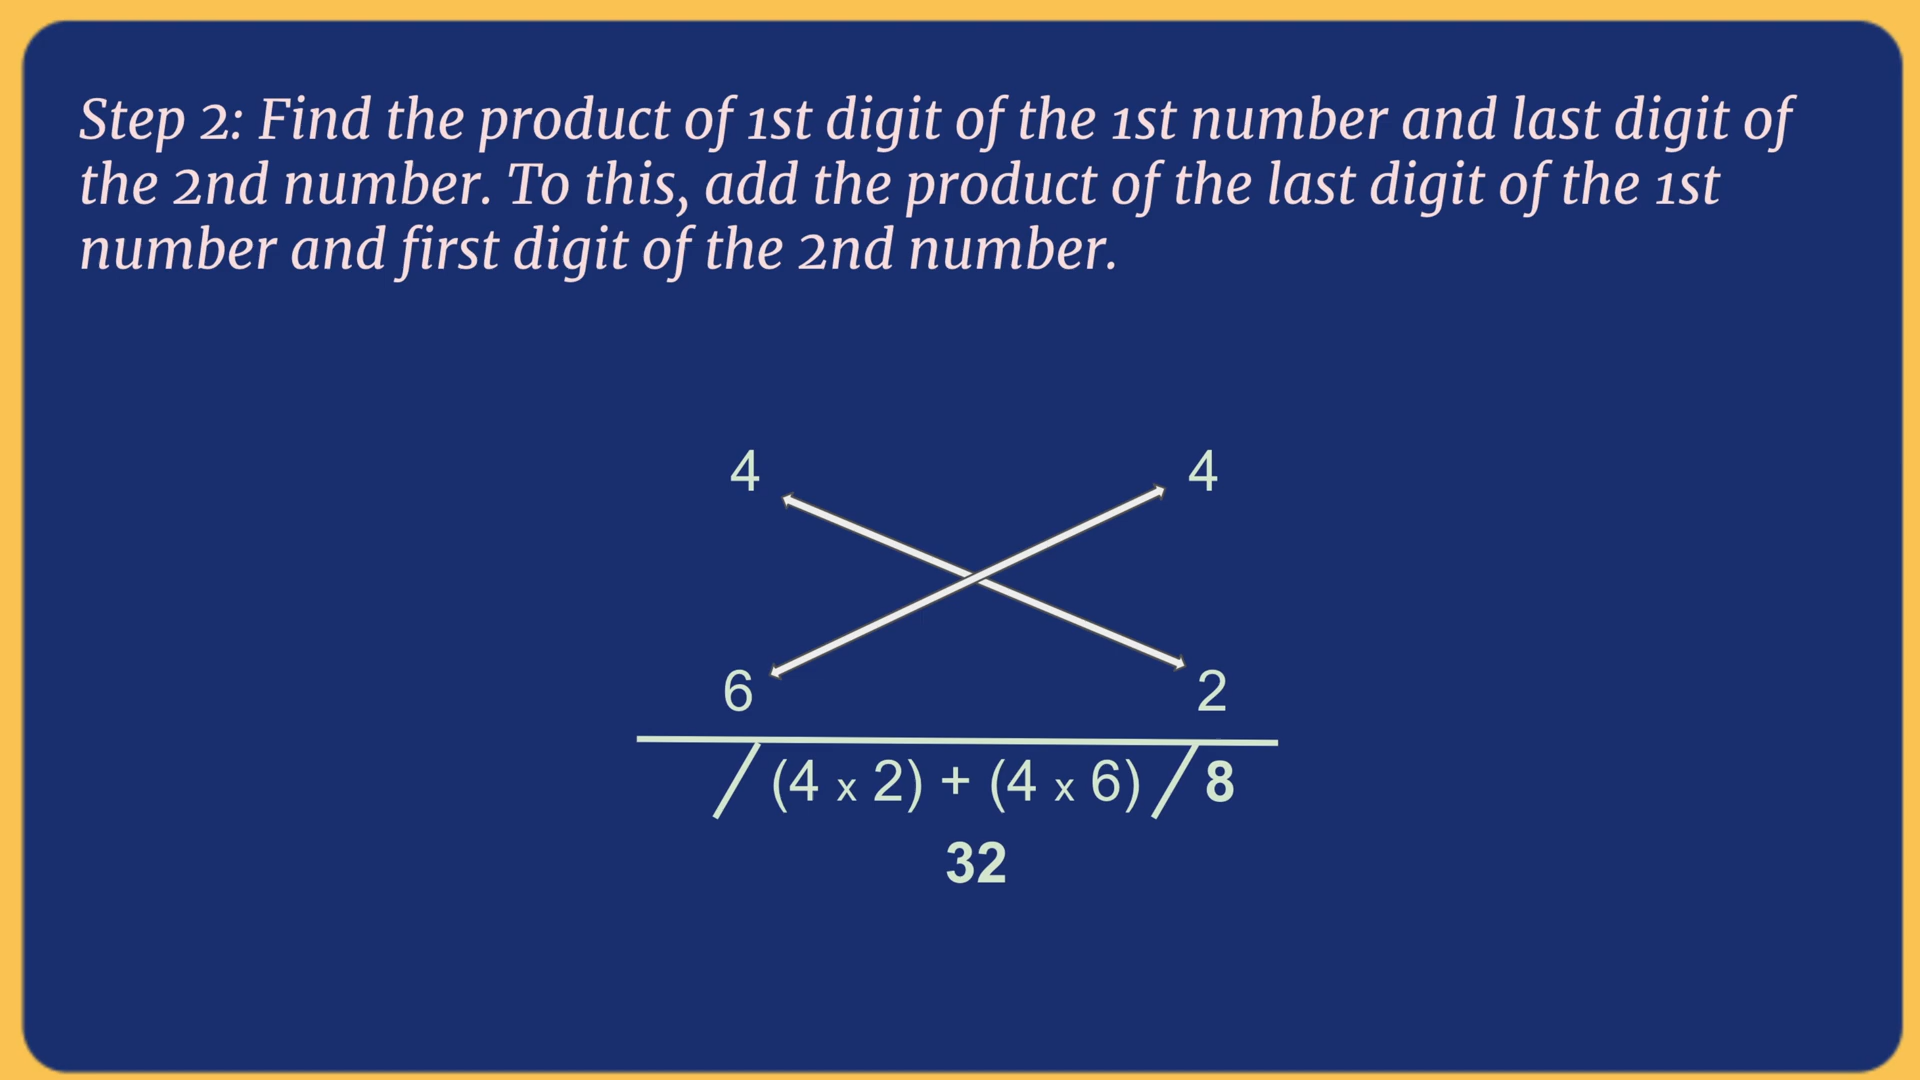 Step 2: Find the product of 1st digit of the 1st number and last digit of
the 2nd number. To this, add the product of the last digit of the 1st
number and first digit of the 2nd number.
4 4
6 2
/ (4 x 2) + (4 x 6) / 8
32